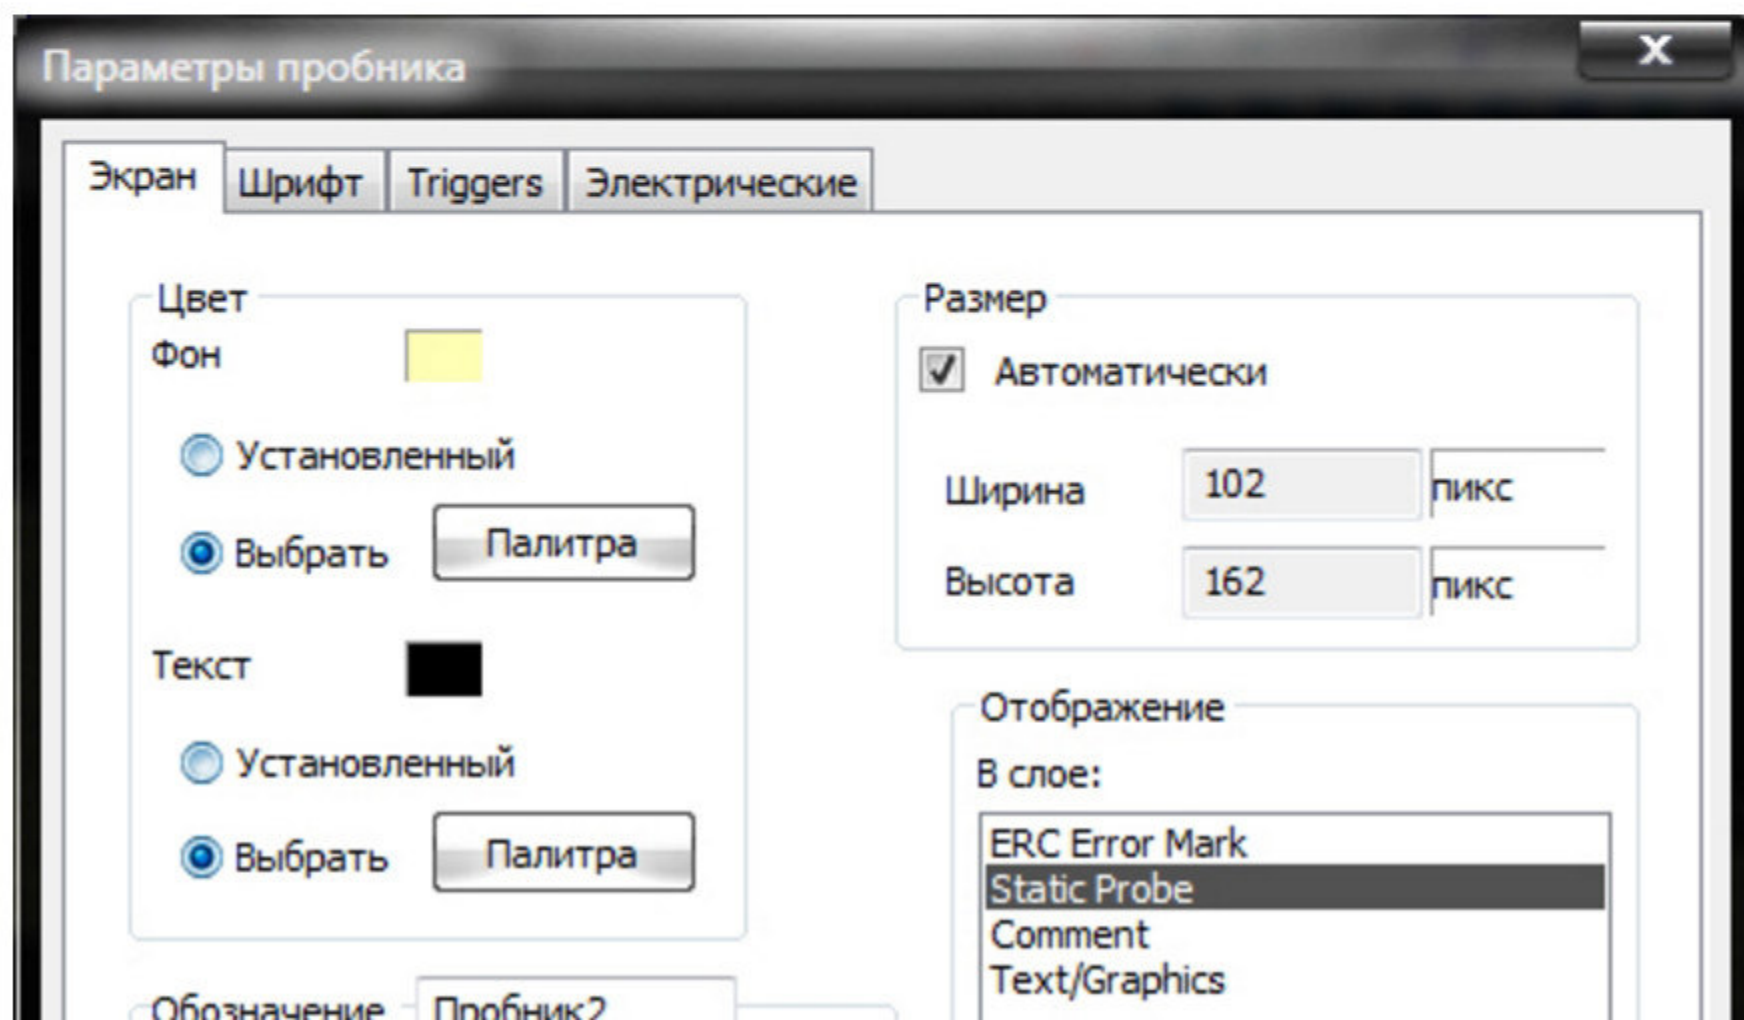 Параметры пробника
X
Экран Шрифт Triggers Электрические
Цвет
Фон
Установленный
Выбрать Палитра
Текст
Установленный
Выбрать Палитра
Обозначение Пробник2
Размер
Автоматически
Ширина 102 пикс
Высота 162 пикс
Отображение
В слое:
ERC Error Mark
Static Probe
Comment
Text/Graphics